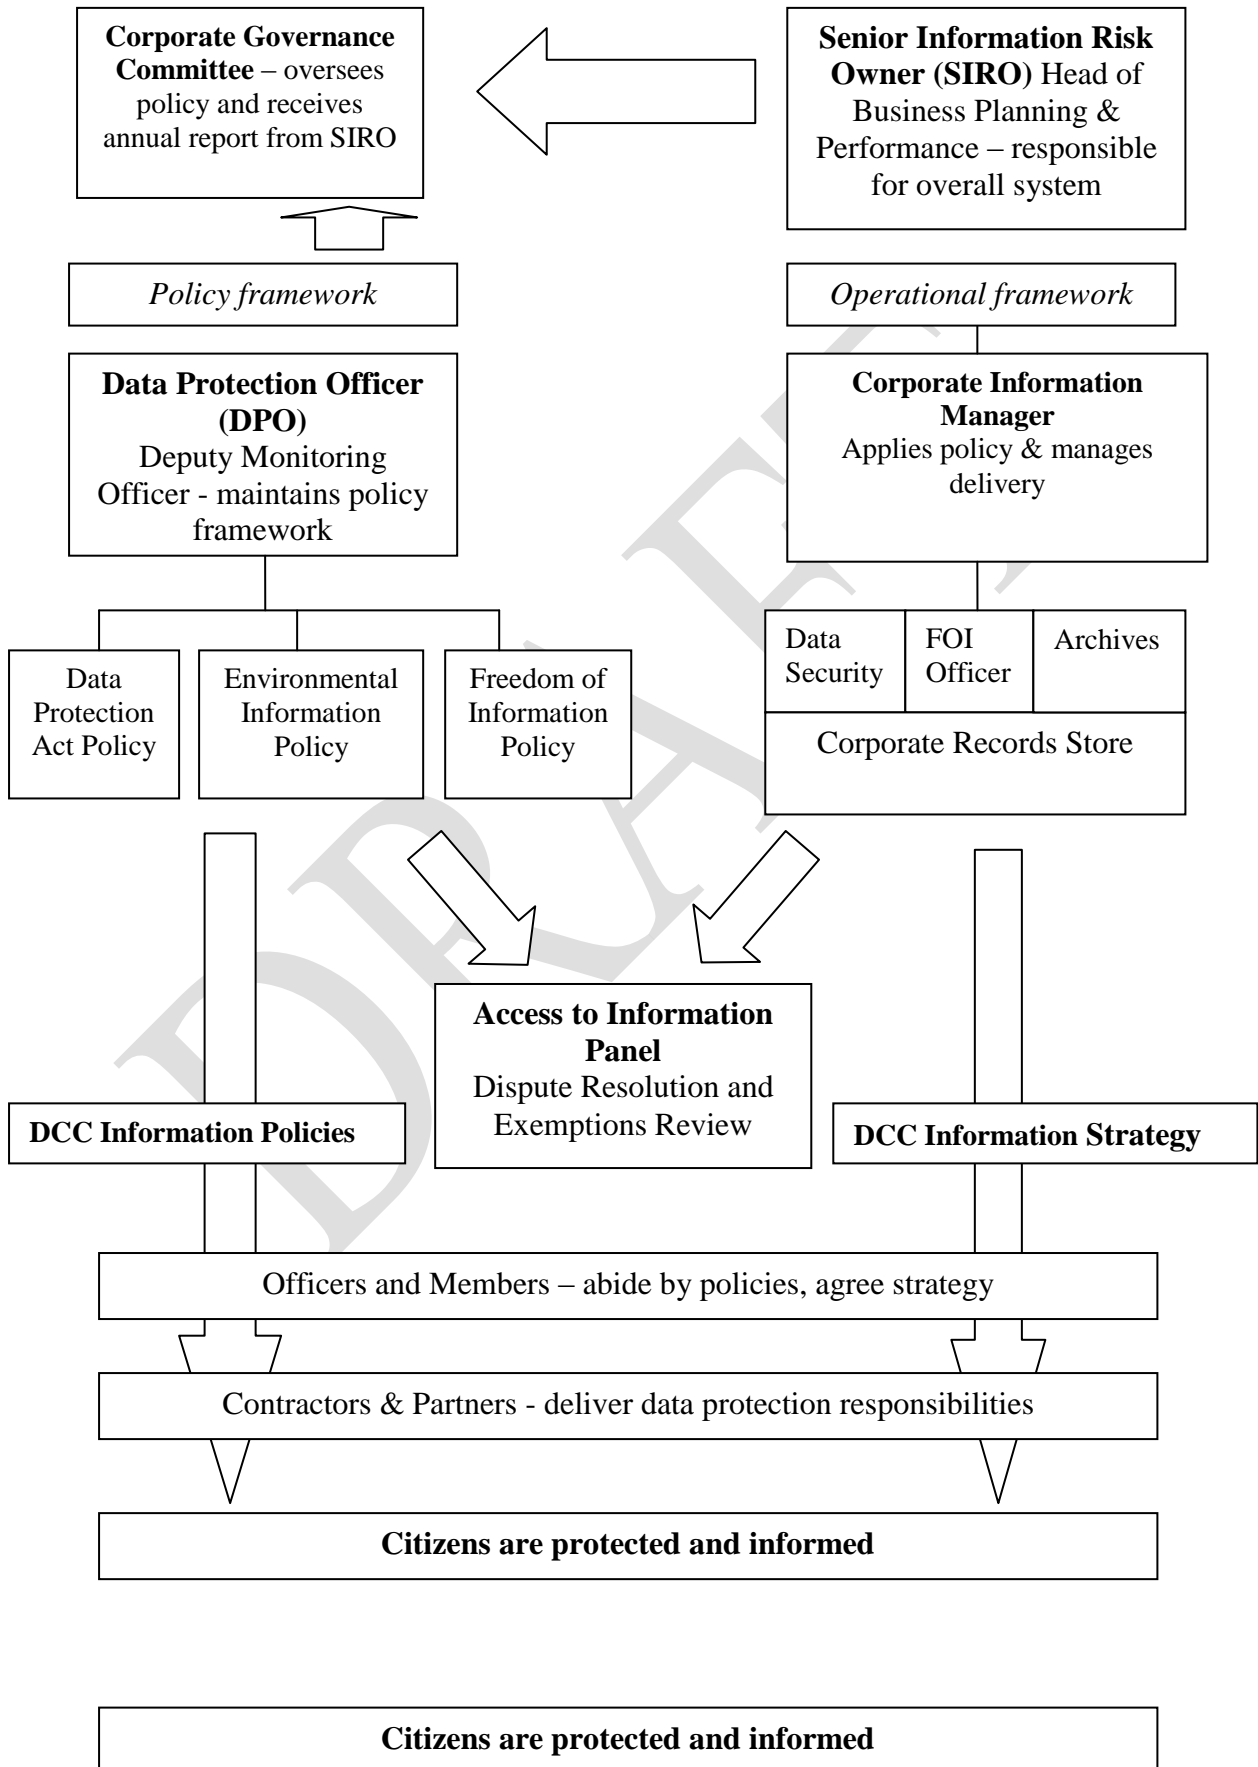 Corporate Governance
Committee – oversees
policy and receives
annual report from SIRO
Senior Information Risk
Owner (SIRO) Head of
Business Planning &
Performance – responsible
for overall system
Policy framework
Operational framework
Data Protection Officer
(DPO)
Deputy Monitoring
Officer - maintains policy
framework
Corporate Information
Manager
Applies policy & manages
delivery
Data
Protection
Act Policy
Environmental
Information
Policy
Freedom of
Information
Policy
Data
Security
FOI
Officer
Archives
Corporate Records Store
DRAFT
Access to Information
Panel
Dispute Resolution and
Exemptions Review
DCC Information Policies
DCC Information Strategy
Officers and Members – abide by policies, agree strategy
Contractors & Partners - deliver data protection responsibilities
Citizens are protected and informed
Citizens are protected and informed